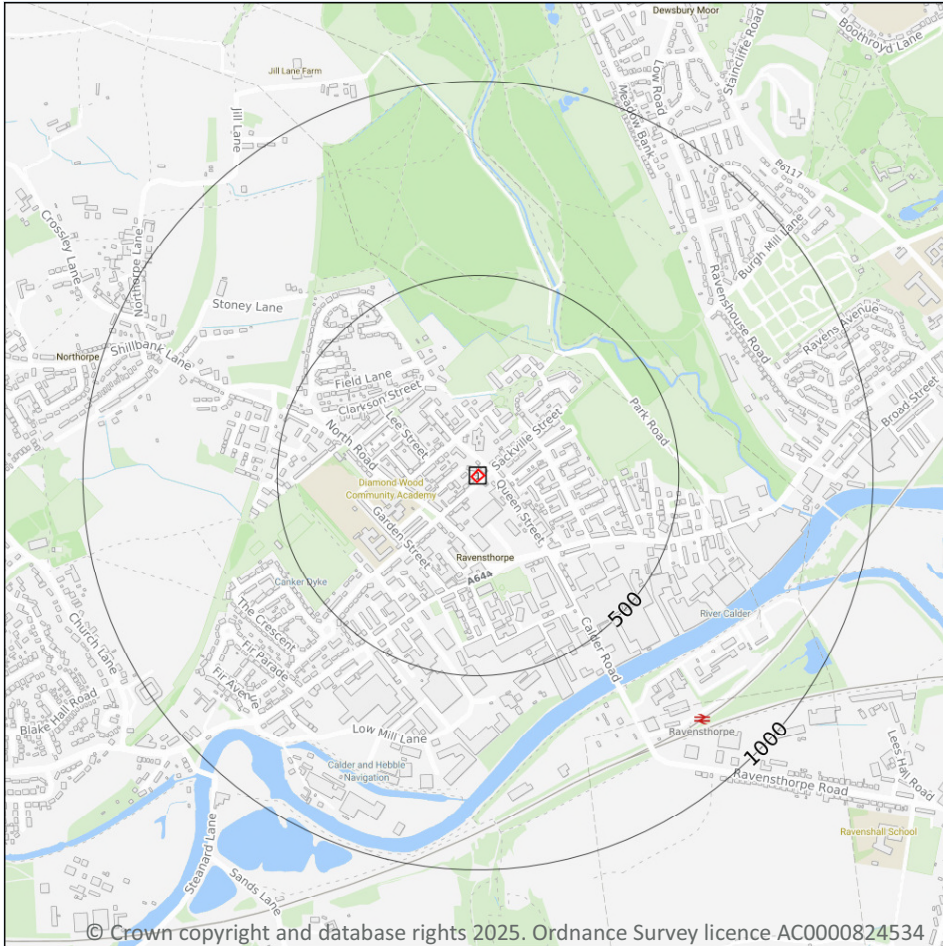 Dewsbury Moor
Boothroyd Lane
Staincliffe Road
Low Road
Meadow Bank
Jill Lane Farm
Jill Lane
B6117
Burgh Mill Lane
Crossley Lane
Northorpe Lane
Ravenshouse Road
Stoney Lane
Ravens Avenue
Northorpe
Shillbank Lane
Field Lane
Clarkson Street
Lee Street
Park Road
Broad Street
North Road
Sackville Street
Diamond Wood
Community Academy
Queen Street
Garden Street
Ravensthorpe
A644
Canker Dyke
500
River Calder
The Crescent
Calder Road
Church Lane
Fir Parade
Fir Avenue
Blake Hall Road
Low Mill Lane
Ravensthorpe
1000
Lees Hall Road
Calder and Hebble
Navigation
Ravensthorpe Road
Ravenshall School
Steanard Lane
Sands Lane
© Crown copyright and database rights 2025. Ordnance Survey licence AC0000824534